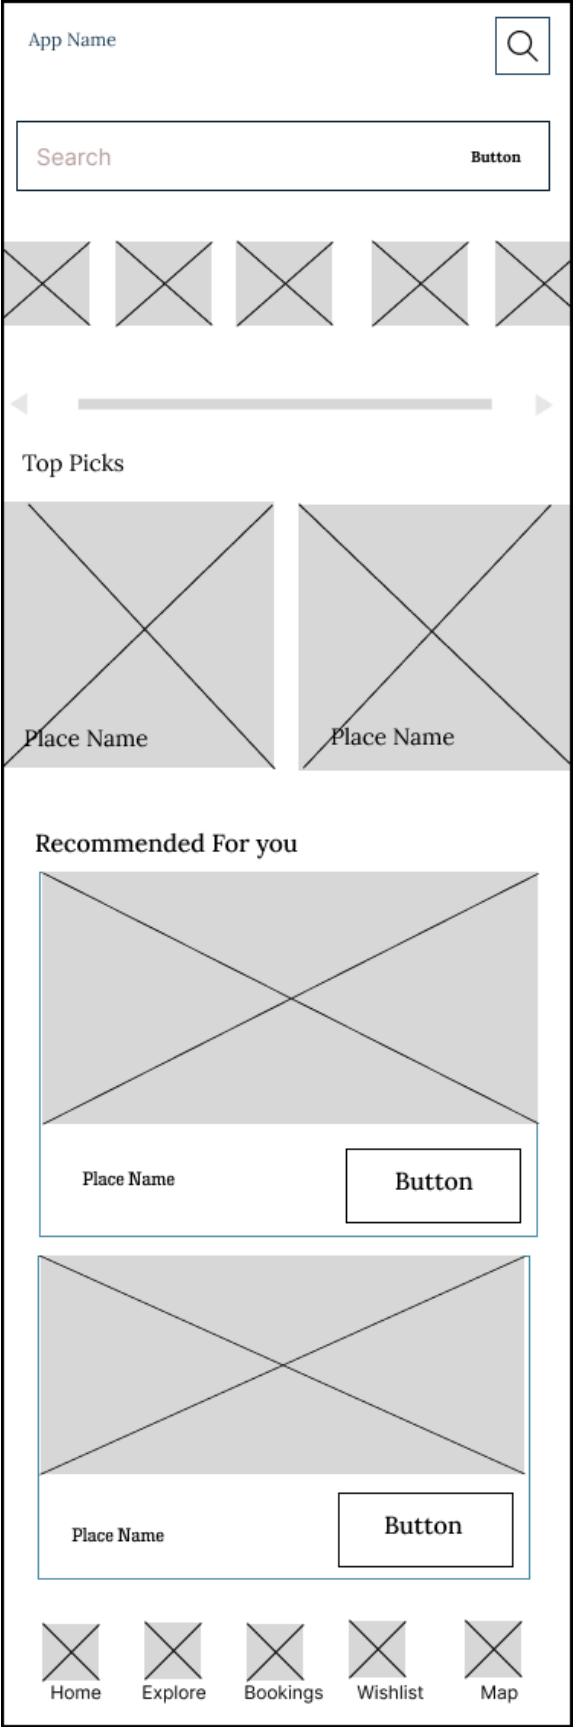 App Name
Search Button
Top Picks
Place Name Place Name
Recommended For you
Place Name Button
Place Name Button
Home Explore Bookings Wishlist Map